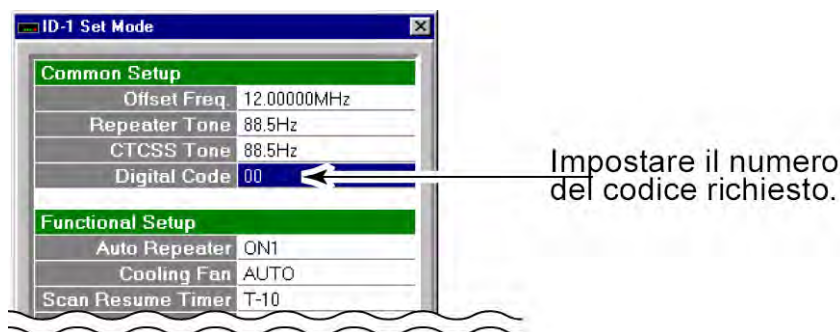 ID-1 Set Mode
Common Setup
Offset Freq. 12.00000MHz
Repeater Tone 88.5Hz
CTCSS Tone 88.5Hz
Digital Code 00
Impostare il numero
del codice richiesto.
Functional Setup
Auto Repeater ON1
Cooling Fan AUTO
Scan Resume Timer T-10